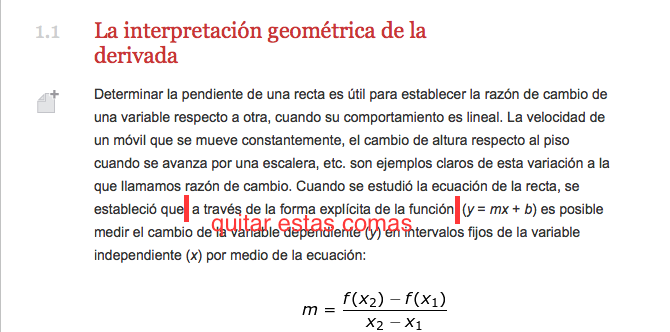 1.1 La interpretación geométrica de la
derivada
Determinar la pendiente de una recta es útil para establecer la razón de cambio de
una variable respecto a otra, cuando su comportamiento es lineal. La velocidad de
un móvil que se mueve constantemente, el cambio de altura respecto al piso
cuando se avanza por una escalera, etc. son ejemplos claros de esta variación a la
que llamamos razón de cambio. Cuando se estudió la ecuación de la recta, se
estableció que a través de la forma explícita de la función (y = mx + b) es posible
quitar estas comas
medir el cambio de la variable dependiente (y) en intervalos fijos de la variable
independiente (x) por medio de la ecuación:
m = f(x₂) − f(x₁)
x₂ − x₁